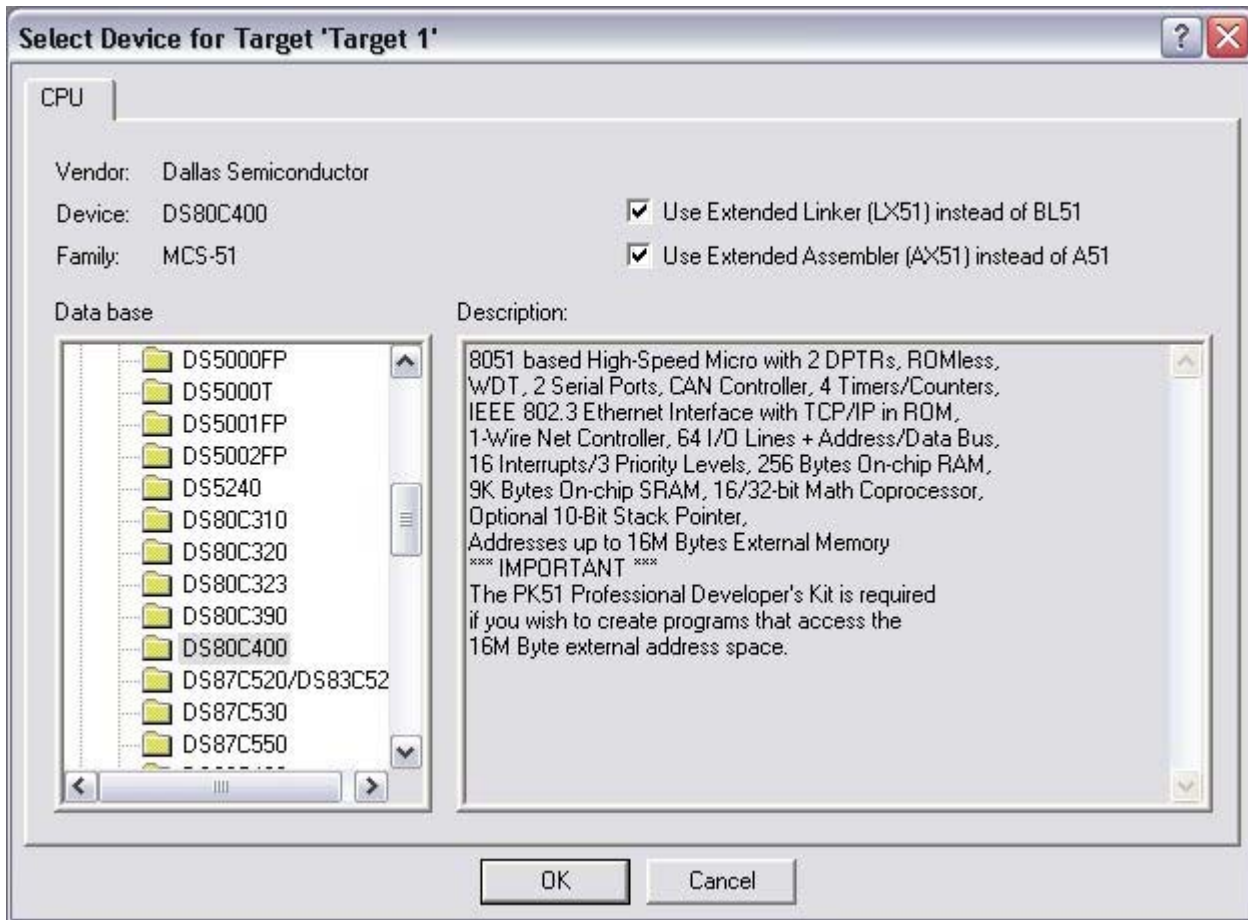 Select Device for Target 'Target 1'
CPU
Vendor: Dallas Semiconductor
Device: DS80C400
Family: MCS-51
Use Extended Linker (LX51) instead of BL51
Use Extended Assembler (AX51) instead of A51
Data base
DS5000FP
DS5000T
DS5001FP
DS5002FP
DS5240
DS80C310
DS80C320
DS80C323
DS80C390
DS80C400
DS87C520/DS83C52
DS87C530
DS87C550
Description:
8051 based High-Speed Micro with 2 DPTRs, ROMless,
WDT, 2 Serial Ports, CAN Controller, 4 Timers/Counters,
IEEE 802.3 Ethernet Interface with TCP/IP in ROM,
1-Wire Net Controller, 64 I/O Lines + Address/Data Bus,
16 Interrupts/3 Priority Levels, 256 Bytes On-chip RAM,
9K Bytes On-chip SRAM, 16/32-bit Math Coprocessor,
Optional 10-Bit Stack Pointer,
Addresses up to 16M Bytes External Memory
*** IMPORTANT ***
The PK51 Professional Developer's Kit is required
if you wish to create programs that access the
16M Byte external address space.
OK
Cancel